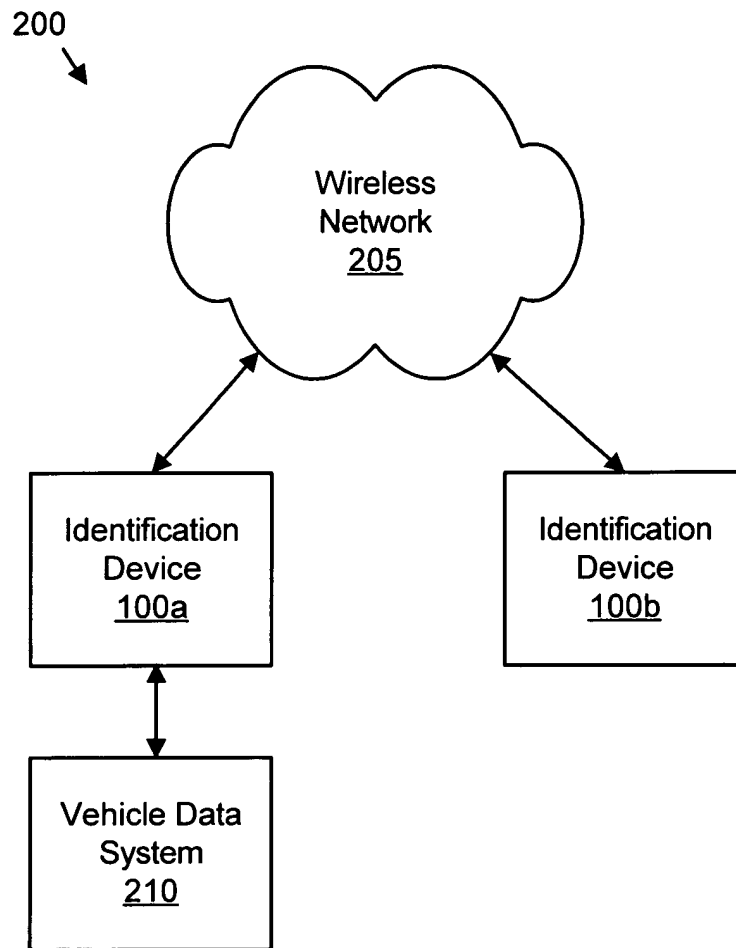 200
Wireless
Network
205
Identification
Device
100a
Identification
Device
100b
Vehicle Data
System
210